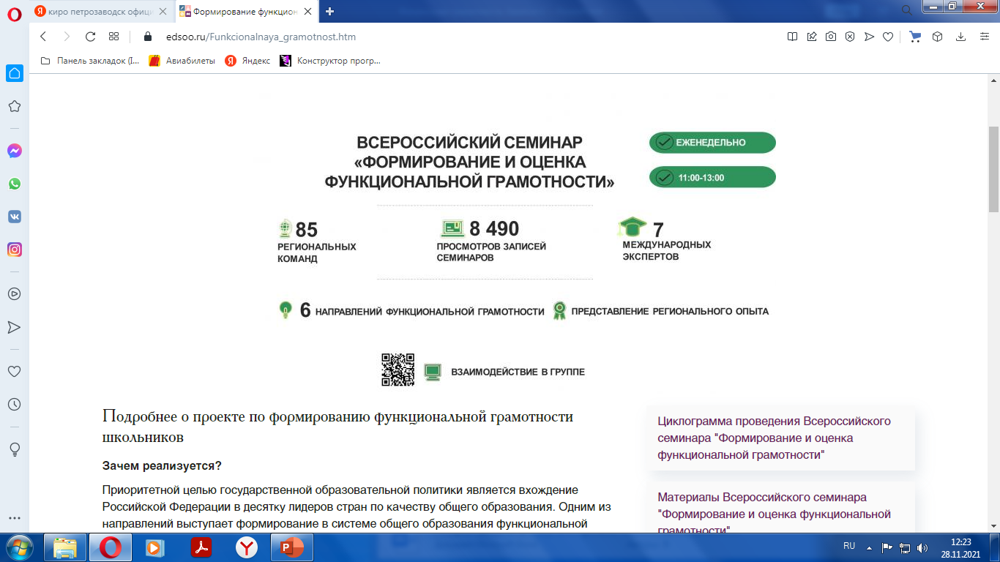 киро петрозаводск офици
Формирование функцион
edsoo.ru/Funkcionalnaya_gramotnost.htm
Панель закладок (I...
Авиабилеты
Яндекс
Конструктор прогр...
ВСЕРОССИЙСКИЙ СЕМИНАР
«ФОРМИРОВАНИЕ И ОЦЕНКА
ФУНКЦИОНАЛЬНОЙ ГРАМОТНОСТИ»
ЕЖЕНЕДЕЛЬНО
11:00-13:00
85
РЕГИОНАЛЬНЫХ
КОМАНД
8 490
ПРОСМОТРОВ ЗАПИСЕЙ
СЕМИНАРОВ
7
МЕЖДУНАРОДНЫХ
ЭКСПЕРТОВ
6 НАПРАВЛЕНИЙ ФУНКЦИОНАЛЬНОЙ ГРАМОТНОСТИ
ПРЕДСТАВЛЕНИЕ РЕГИОНАЛЬНОГО ОПЫТА
ВЗАИМОДЕЙСТВИЕ В ГРУППЕ
Подробнее о проекте по формированию функциональной грамотности
школьников
Зачем реализуется?
Приоритетной целью государственной образовательной политики является вхождение
Российской Федерации в десятку лидеров стран по качеству общего образования. Одним из
направлений выступает формирование в системе общего образования функциональной
Циклограмма проведения Всероссийского
семинара "Формирование и оценка
функциональной грамотности"
Материалы Всероссийского семинара
"Формирование и оценка функциональной
грамотности"
RU
12:23
28.11.2021